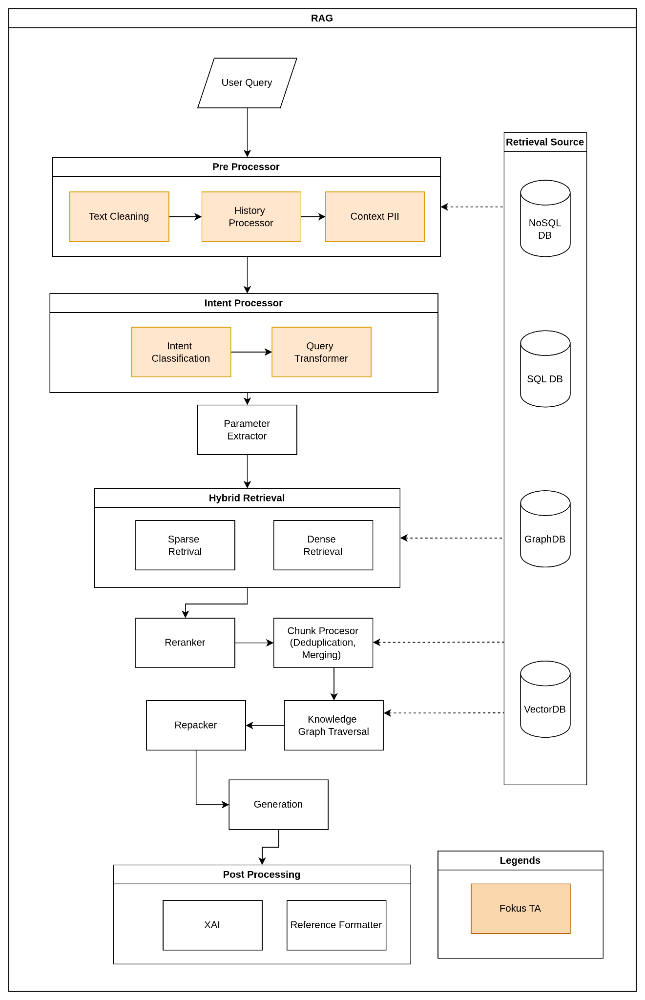 RAG
User Query
Pre Processor
Text Cleaning
History
Processor
Context PII
Intent Processor
Intent
Classification
Query
Transformer
Parameter
Extractor
Hybrid Retrieval
Sparse
Retrival
Dense
Retrieval
Reranker
Chunk Procesor
(Deduplication,
Merging)
Repacker
Knowledge
Graph Traversal
Generation
Post Processing
XAI
Reference Formatter
Retrieval Source
NoSQL
DB
SQL DB
GraphDB
VectorDB
Legends
Fokus TA